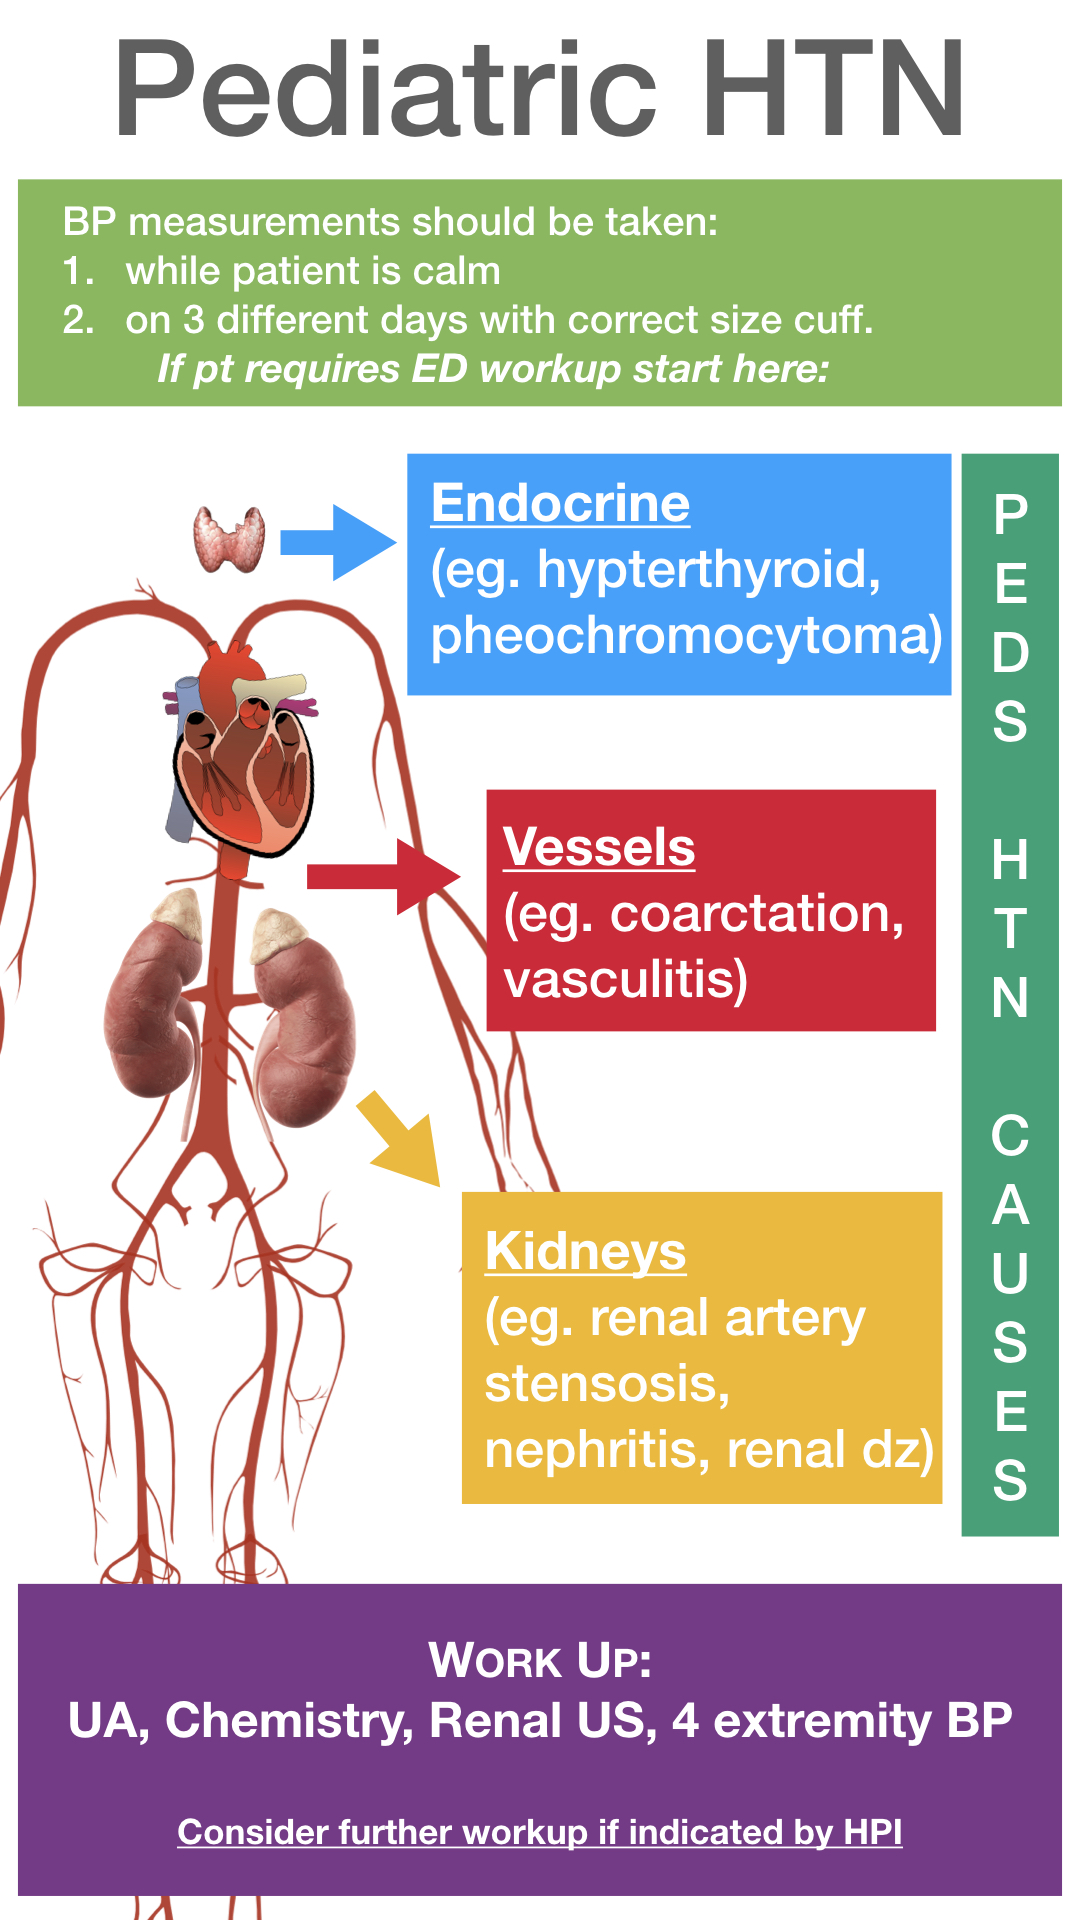 Pediatric HTN
BP measurements should be taken:
1. while patient is calm
2. on 3 different days with correct size cuff.
If pt requires ED workup start here:
Endocrine
(eg. hypterthyroid,
pheochromocytoma)
Vessels
(eg. coarctation,
vasculitis)
Kidneys
(eg. renal artery
stensosis,
nephritis, renal dz)
PEDS HTN CAUSES
WORK UP:
UA, Chemistry, Renal US, 4 extremity BP
Consider further workup if indicated by HPI